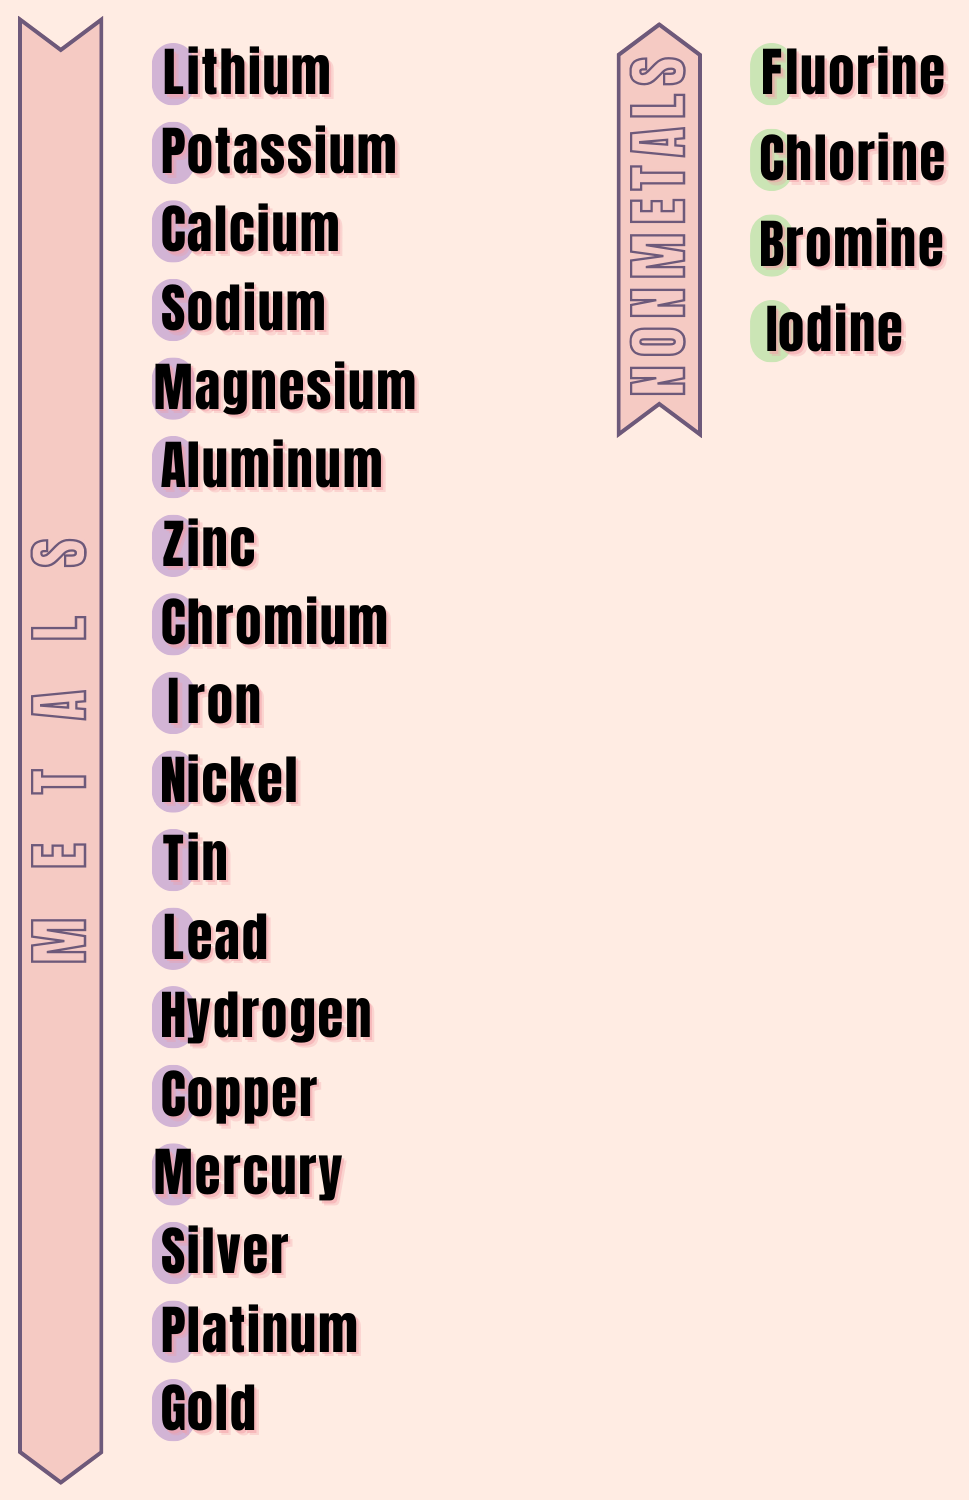 METALS
Lithium
Potassium
Calcium
Sodium
Magnesium
Aluminum
Zinc
Chromium
Iron
Nickel
Tin
Lead
Hydrogen
Copper
Mercury
Silver
Platinum
Gold
NONMETALS
Fluorine
Chlorine
Bromine
Iodine